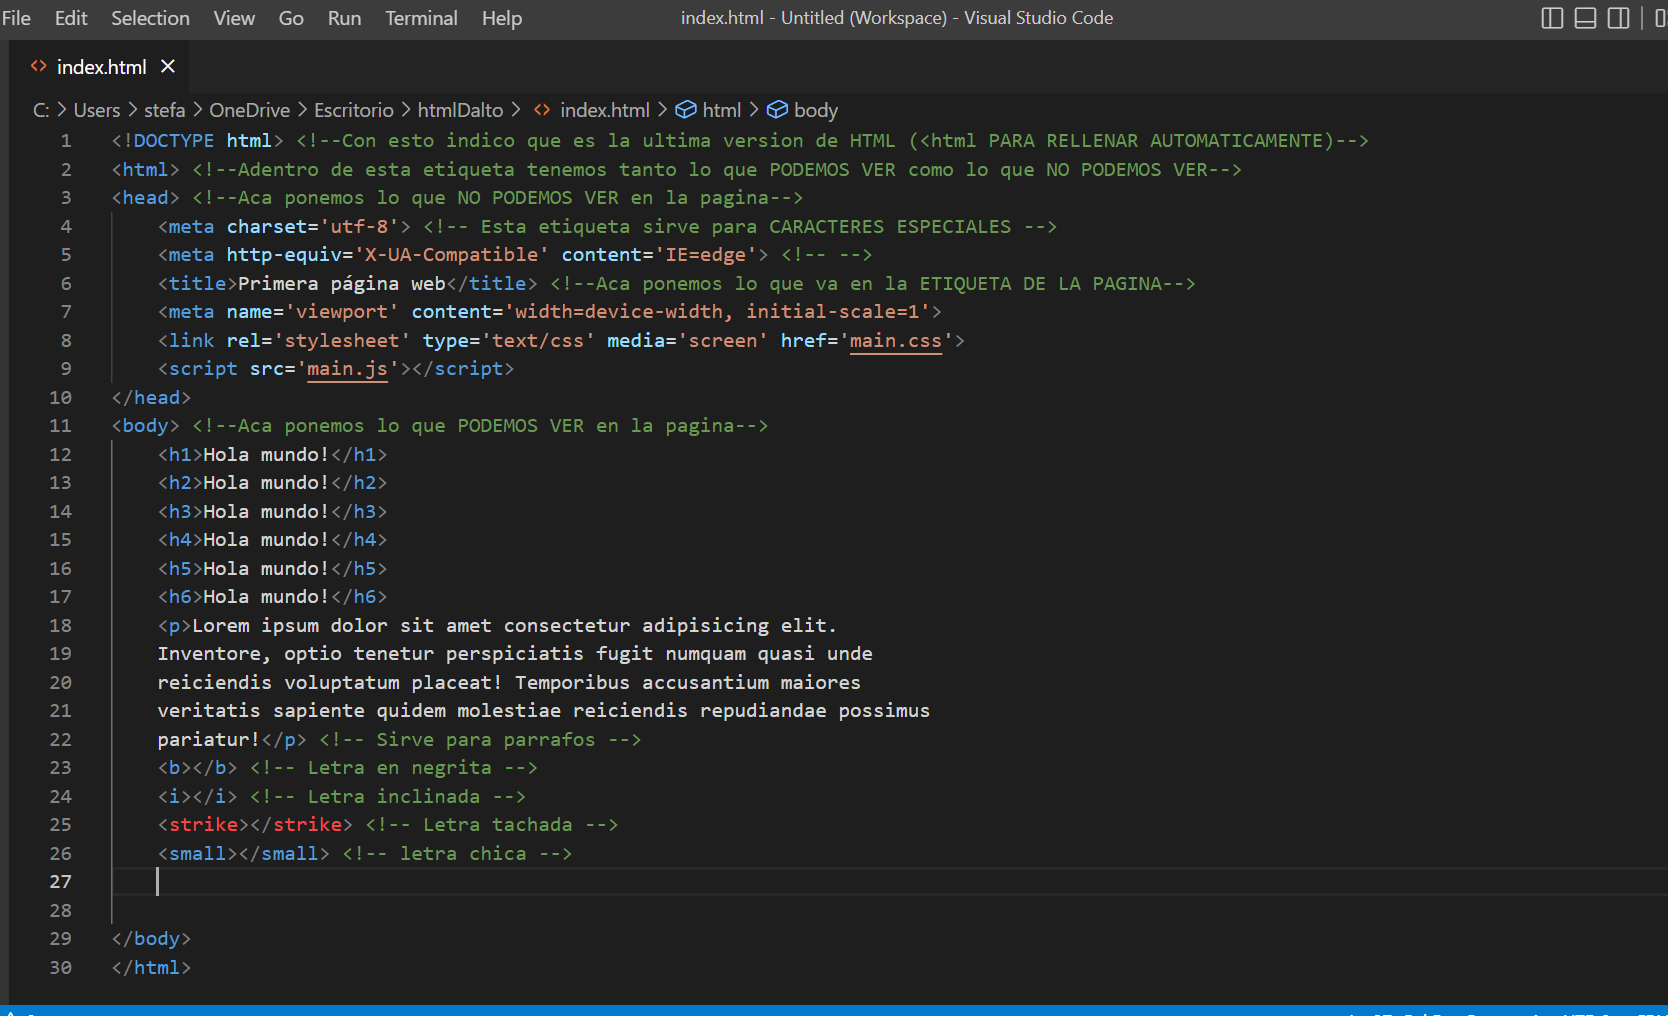 File Edit Selection View Go Run Terminal Help index.html - Untitled (Workspace) - Visual Studio Code
index.html
C: > Users > stefa > OneDrive > Escritorio > htmlDalto > index.html > html > body
1 <!DOCTYPE html> <!--Con esto indico que es la ultima version de HTML (<html PARA RELLENAR AUTOMATICAMENTE)-->
2 <html> <!--Adentro de esta etiqueta tenemos tanto lo que PODEMOS VER como lo que NO PODEMOS VER-->
3 <head> <!--Aca ponemos lo que NO PODEMOS VER en la pagina-->
4 <meta charset='utf-8'> <!-- Esta etiqueta sirve para CARACTERES ESPECIALES -->
5 <meta http-equiv='X-UA-Compatible' content='IE=edge'> <!-- -->
6 <title>Primera página web</title> <!--Aca ponemos lo que va en la ETIQUETA DE LA PAGINA-->
7 <meta name='viewport' content='width=device-width, initial-scale=1'>
8 <link rel='stylesheet' type='text/css' media='screen' href='main.css'>
9 <script src='main.js'></script>
10 </head>
11 <body> <!--Aca ponemos lo que PODEMOS VER en la pagina-->
12 <h1>Hola mundo!</h1>
13 <h2>Hola mundo!</h2>
14 <h3>Hola mundo!</h3>
15 <h4>Hola mundo!</h4>
16 <h5>Hola mundo!</h5>
17 <h6>Hola mundo!</h6>
18 <p>Lorem ipsum dolor sit amet consectetur adipisicing elit.
19 Inventore, optio tenetur perspiciatis fugit numquam quasi unde
20 reiciendis voluptatum placeat! Temporibus accusantium maiores
21 veritatis sapiente quidem molestiae reiciendis repudiandae possimus
22 pariatur!</p> <!-- Sirve para parrafos -->
23 <b></b> <!-- Letra en negrita -->
24 <i></i> <!-- Letra inclinada -->
25 <strike></strike> <!-- Letra tachada -->
26 <small></small> <!-- letra chica -->
27
28
29 </body>
30 </html>